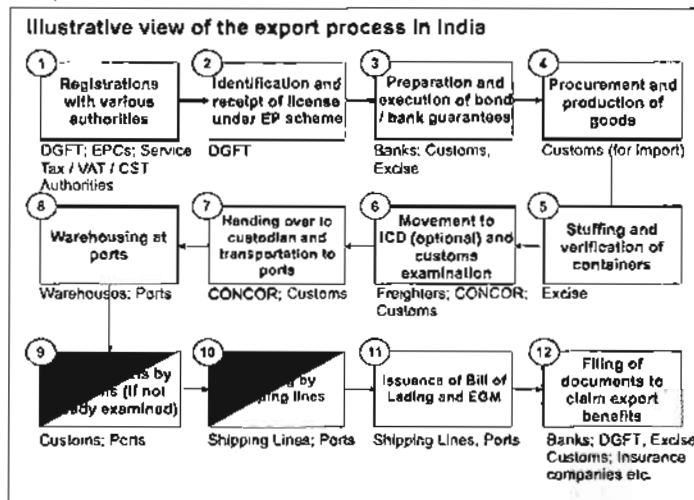 Illustrative view of the export process in India
1
Registrations
with various
authorities
DGFT; EPCs; Service
Tax / VAT / CST
Authorities
2
Identification and
receipt of license
under EP scheme
DGFT
3
Preparation and
execution of bond
/ bank guarantees
Banks; Customs,
Excise
4
Procurement and
production of
goods
Customs (for import)
5
Stuffing and
verification of
containers
Excise
6
Movement to
ICD (optional) and
customs
examination
Freighters; CONCOR;
Customs
7
Handing over to
custodian and
transportation to
ports
CONCOR; Customs
8
Warehousing at
ports
Warehouses; Ports
9
by
(if not
examined)
Customs; Ports
10
by
lines
Shipping Lines; Ports
11
Issuance of Bill of
Lading and EGM
Shipping Lines, Ports
12
Filing of
documents to
claim export
benefits
Banks; DGFT, Excise
Customs; Insurance
companies etc.